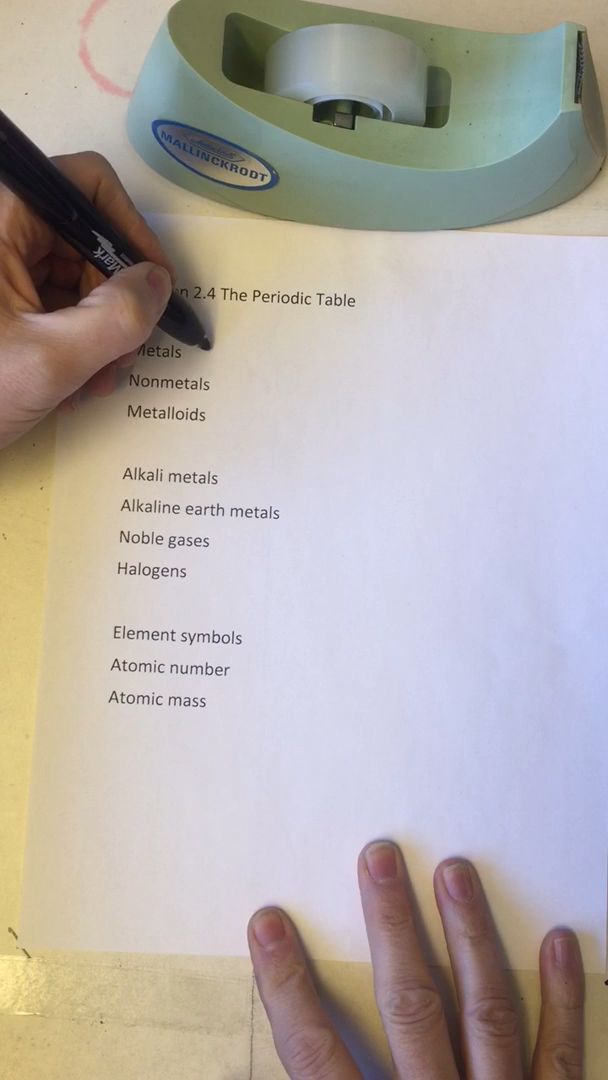 MALLINCKRODT
2.4 The Periodic Table
Metals
Nonmetals
Metalloids
Alkali metals
Alkaline earth metals
Noble gases
Halogens
Element symbols
Atomic number
Atomic mass